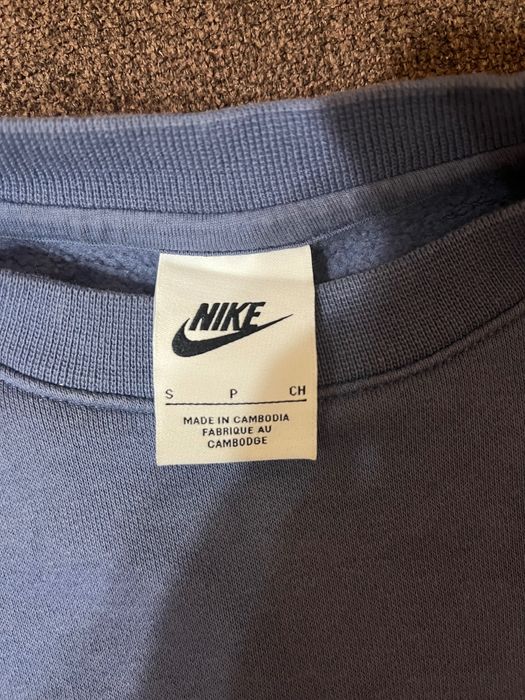 NIKE
S P CH
MADE IN CAMBODIA
FABRIQUE AU
CAMBODGE